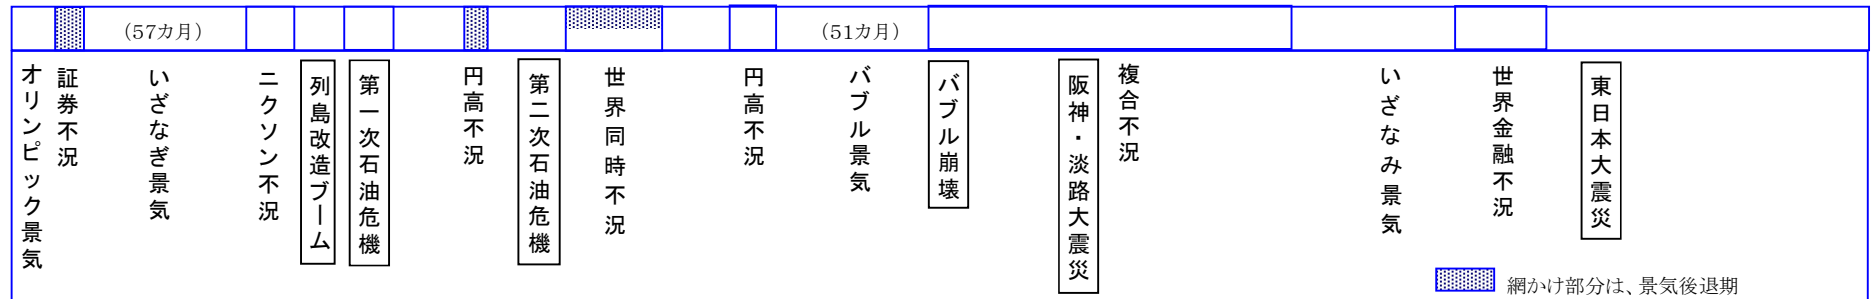 (57カ月)
(51カ月)
オリンピック景気
証券不況
いざなぎ景気
ニクソン不況
列島改造ブーム
第一次石油危機
円高不況
第二次石油危機
世界同時不況
円高不況
バブル景気
バブル崩壊
阪神・淡路大震災
複合不況
いざなみ景気
世界金融不況
東日本大震災
網かけ部分は、景気後退期